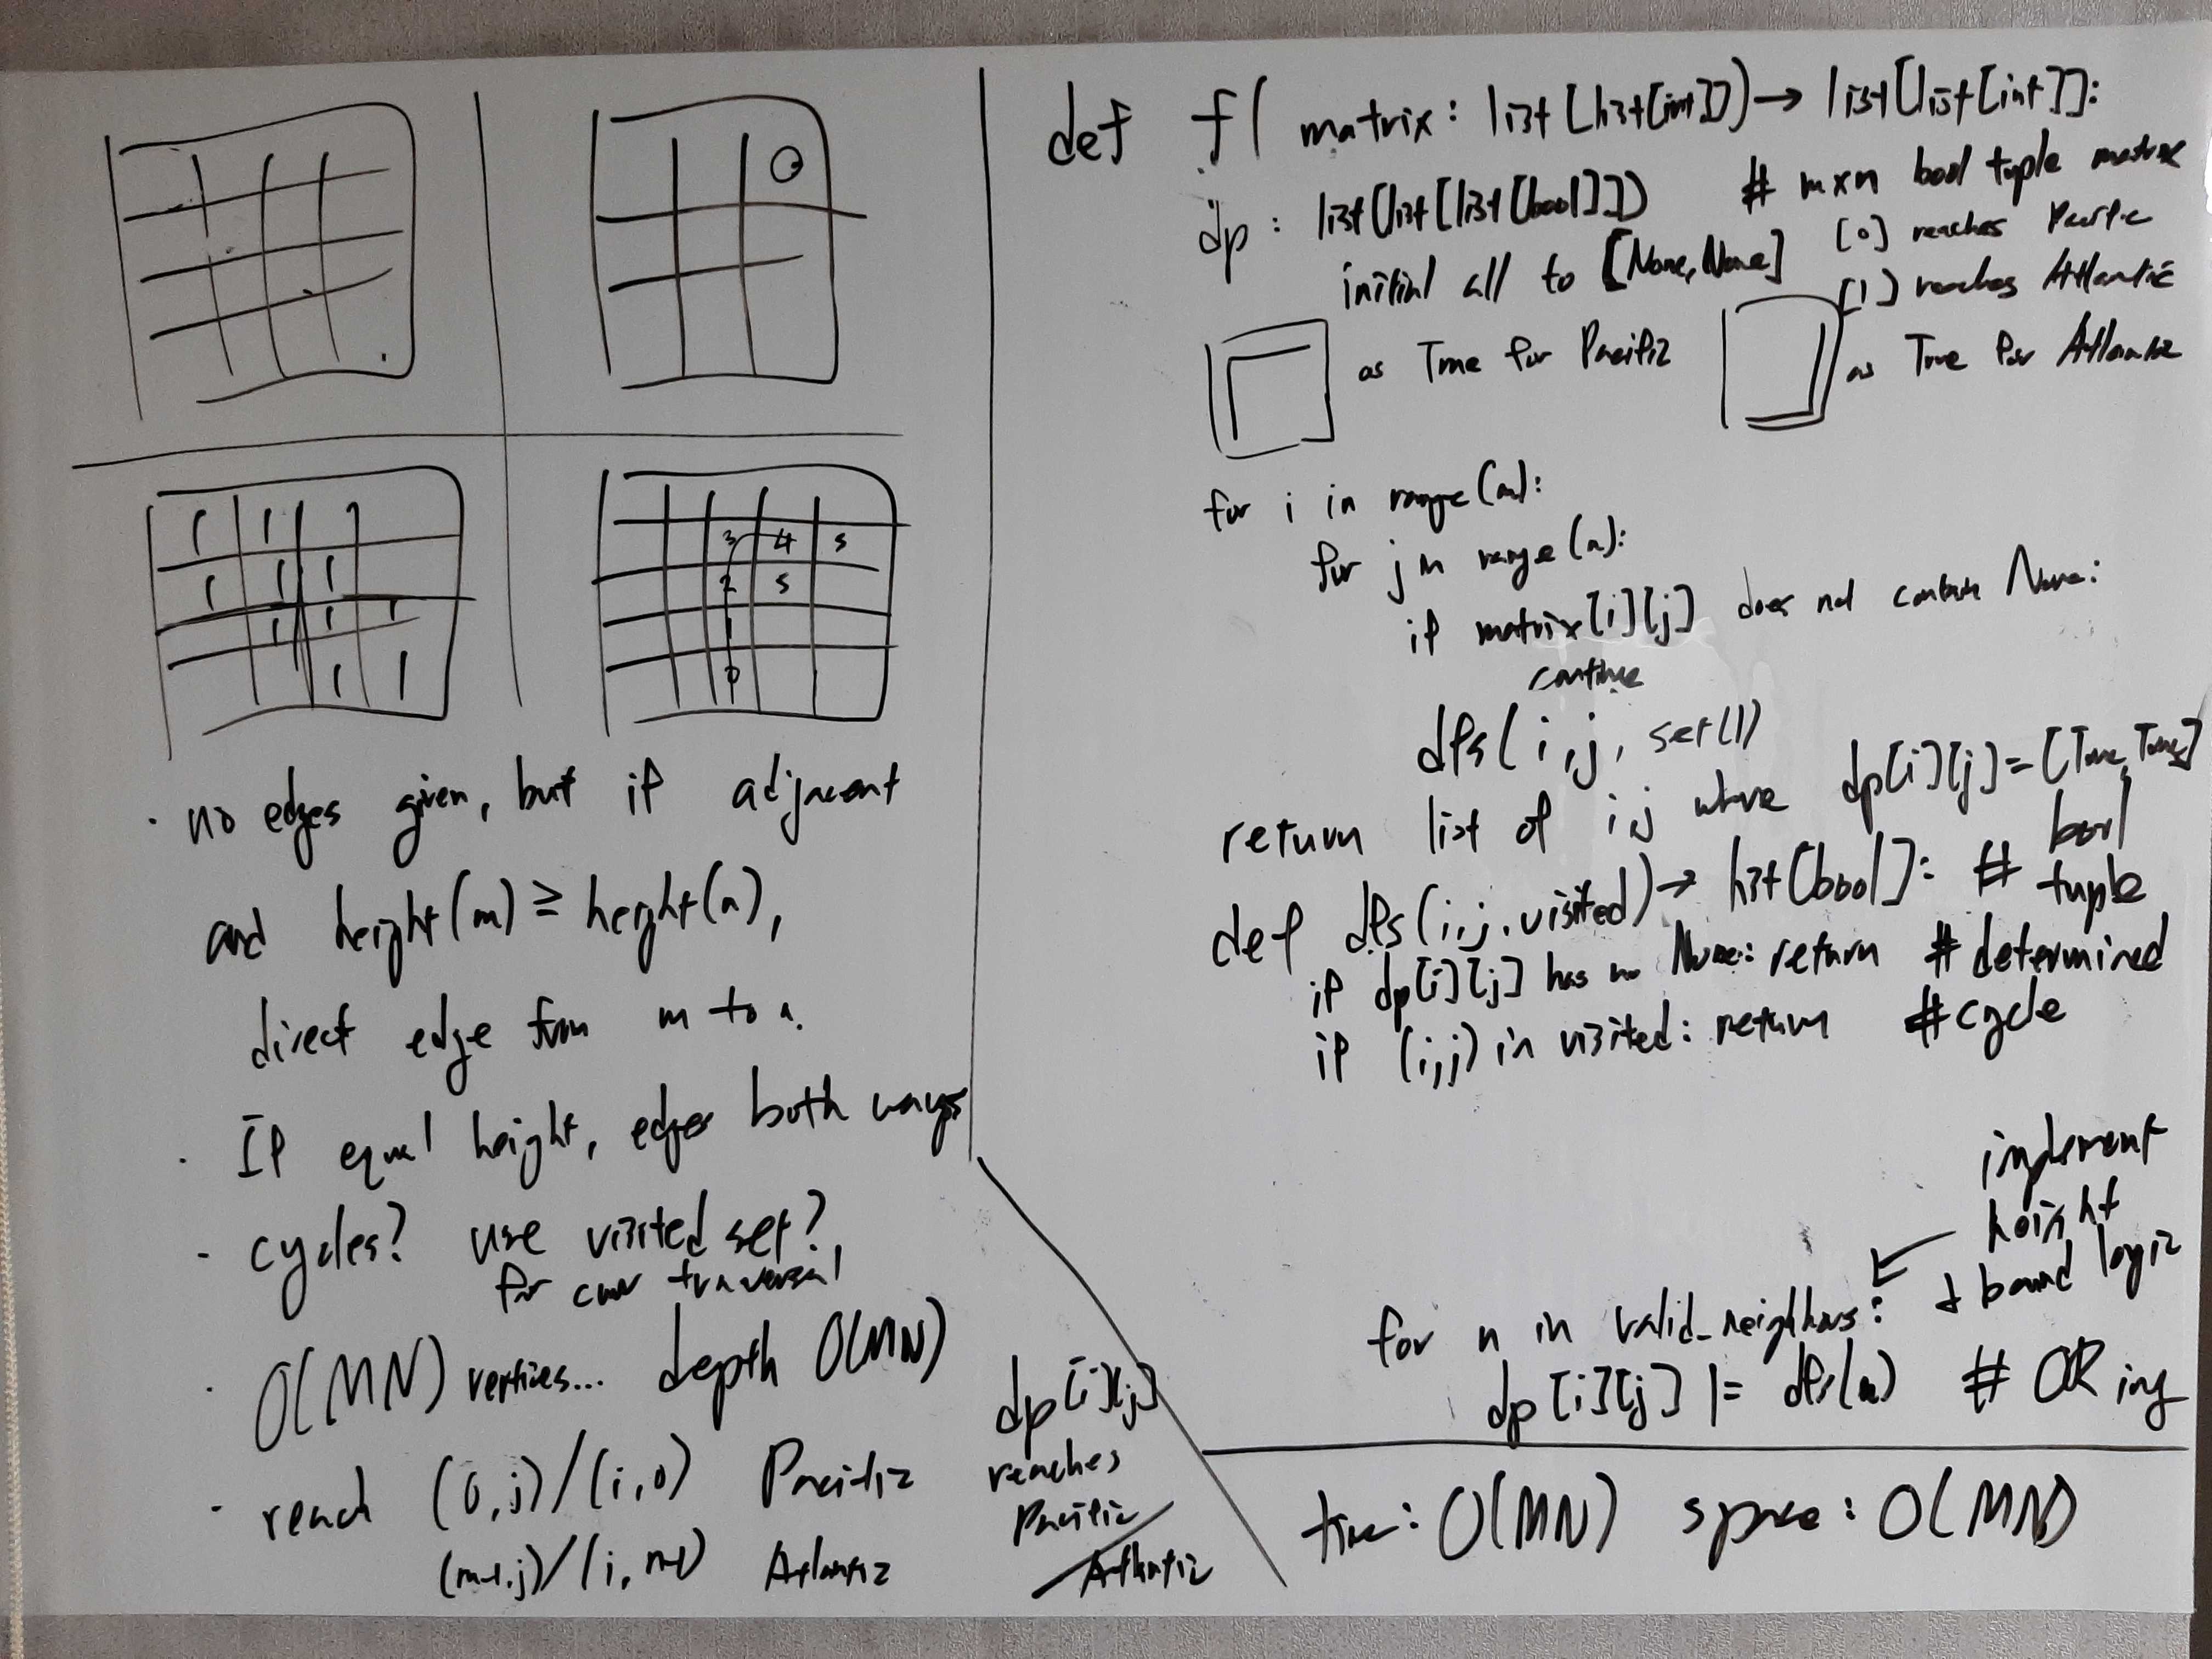 1 1
1 1 1
1 1 1
1 1
3 4 5
2 5
1
0
· no edges given, but if adjacent
and height(m) ≥ height(n),
direct edge from m to n.
· If equal height, edges both ways
· cycles? use visited set?
for curr traversal
· O(MN) vertices... depth O(MN)
· reach (0,j)/(i,0) Pacific
(m-1,j)/(i,n-1) Atlantic
dp[i][j]
reaches
Pacific
Atlantic
def f( matrix: list[list[int]]) → list[list[int]]:
dp: list[list[list[bool]]] # mxn bool tuple matrix
initial all to [None, None] [0] reaches Pacific
[1] reaches Atlantic
as True for Pacific as True for Atlantic
for i in range(m):
for j in range(n):
if matrix[i][j] does not contain None:
continue
dfs(i,j, set())
return list of i,j where dp[i][j]=[True,True]
def dfs(i,j,visited) → list[bool]: # bool tuple
if dp[i][j] has no None: return # determined
if (i,j) in visited: return # cycle
implement
height
& bound logic
for n in valid_neighbors:
dp[i][j] |= dfs(n) # OR ing
time: O(MN) space: O(MN)